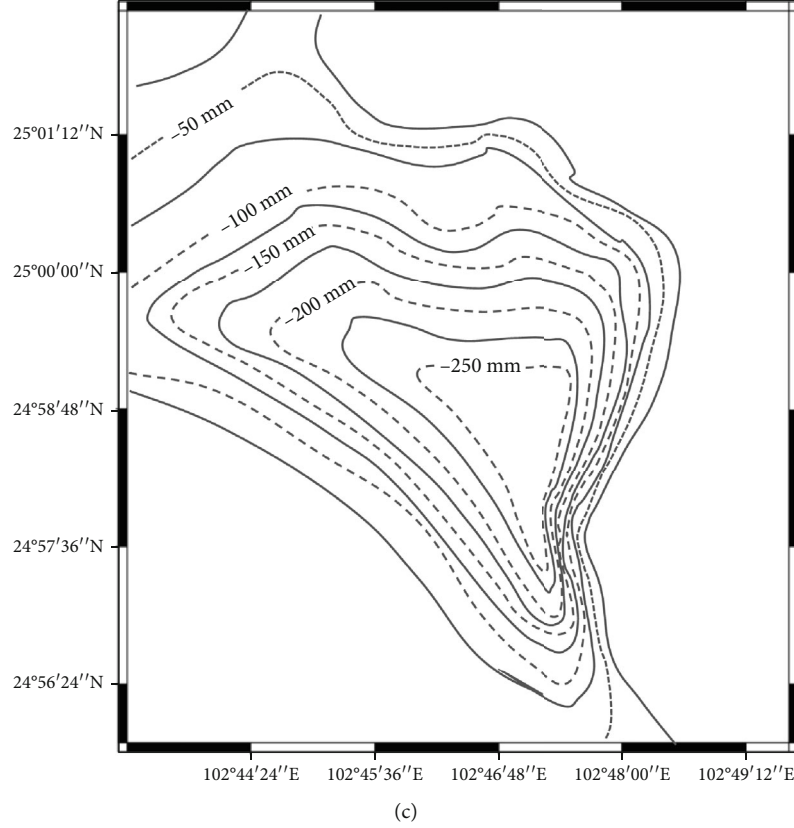 –50 mm
25°01′12′′N
–100 mm
–150 mm
25°00′00′′N
–200 mm
–250 mm
24°58′48′′N
24°57′36′′N
24°56′24′′N
102°44′24′′E 102°45′36′′E 102°46′48′′E 102°48′00′′E 102°49′12′′E
(c)